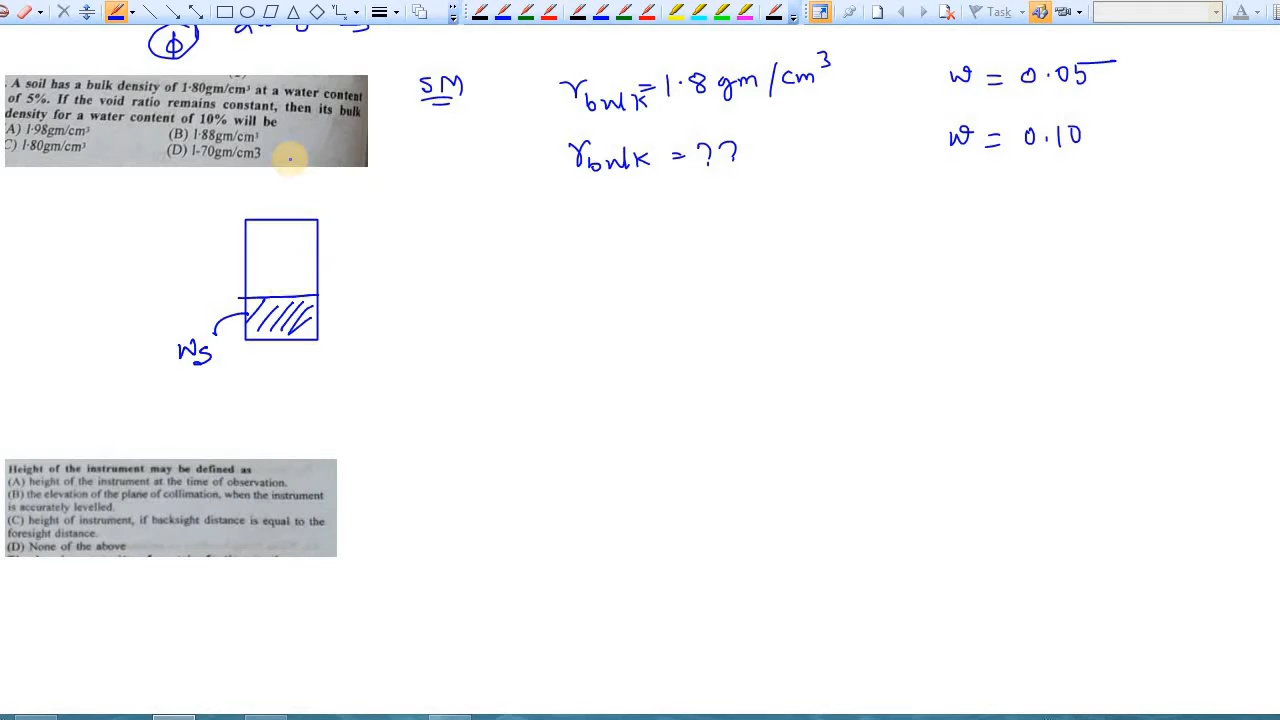 φ
. A soil has a bulk density of 1·80gm/cm³ at a water content
of 5%. If the void ratio remains constant, then its bulk
density for a water content of 10% will be
A) 1·98gm/cm³ (B) 1·88gm/cm³
C) 1·80gm/cm³ (D) 1-70gm/cm3
SM
γbulk = 1.8 gm/cm³ w = 0.05
γbulk = ?? w = 0.10
Ws
Height of the instrument may be defined as
(A) height of the instrument at the time of observation.
(B) the elevation of the plane of collimation, when the instrument
is accurately levelled.
(C) height of instrument, if backsight distance is equal to the
foresight distance.
(D) None of the above
Task
A